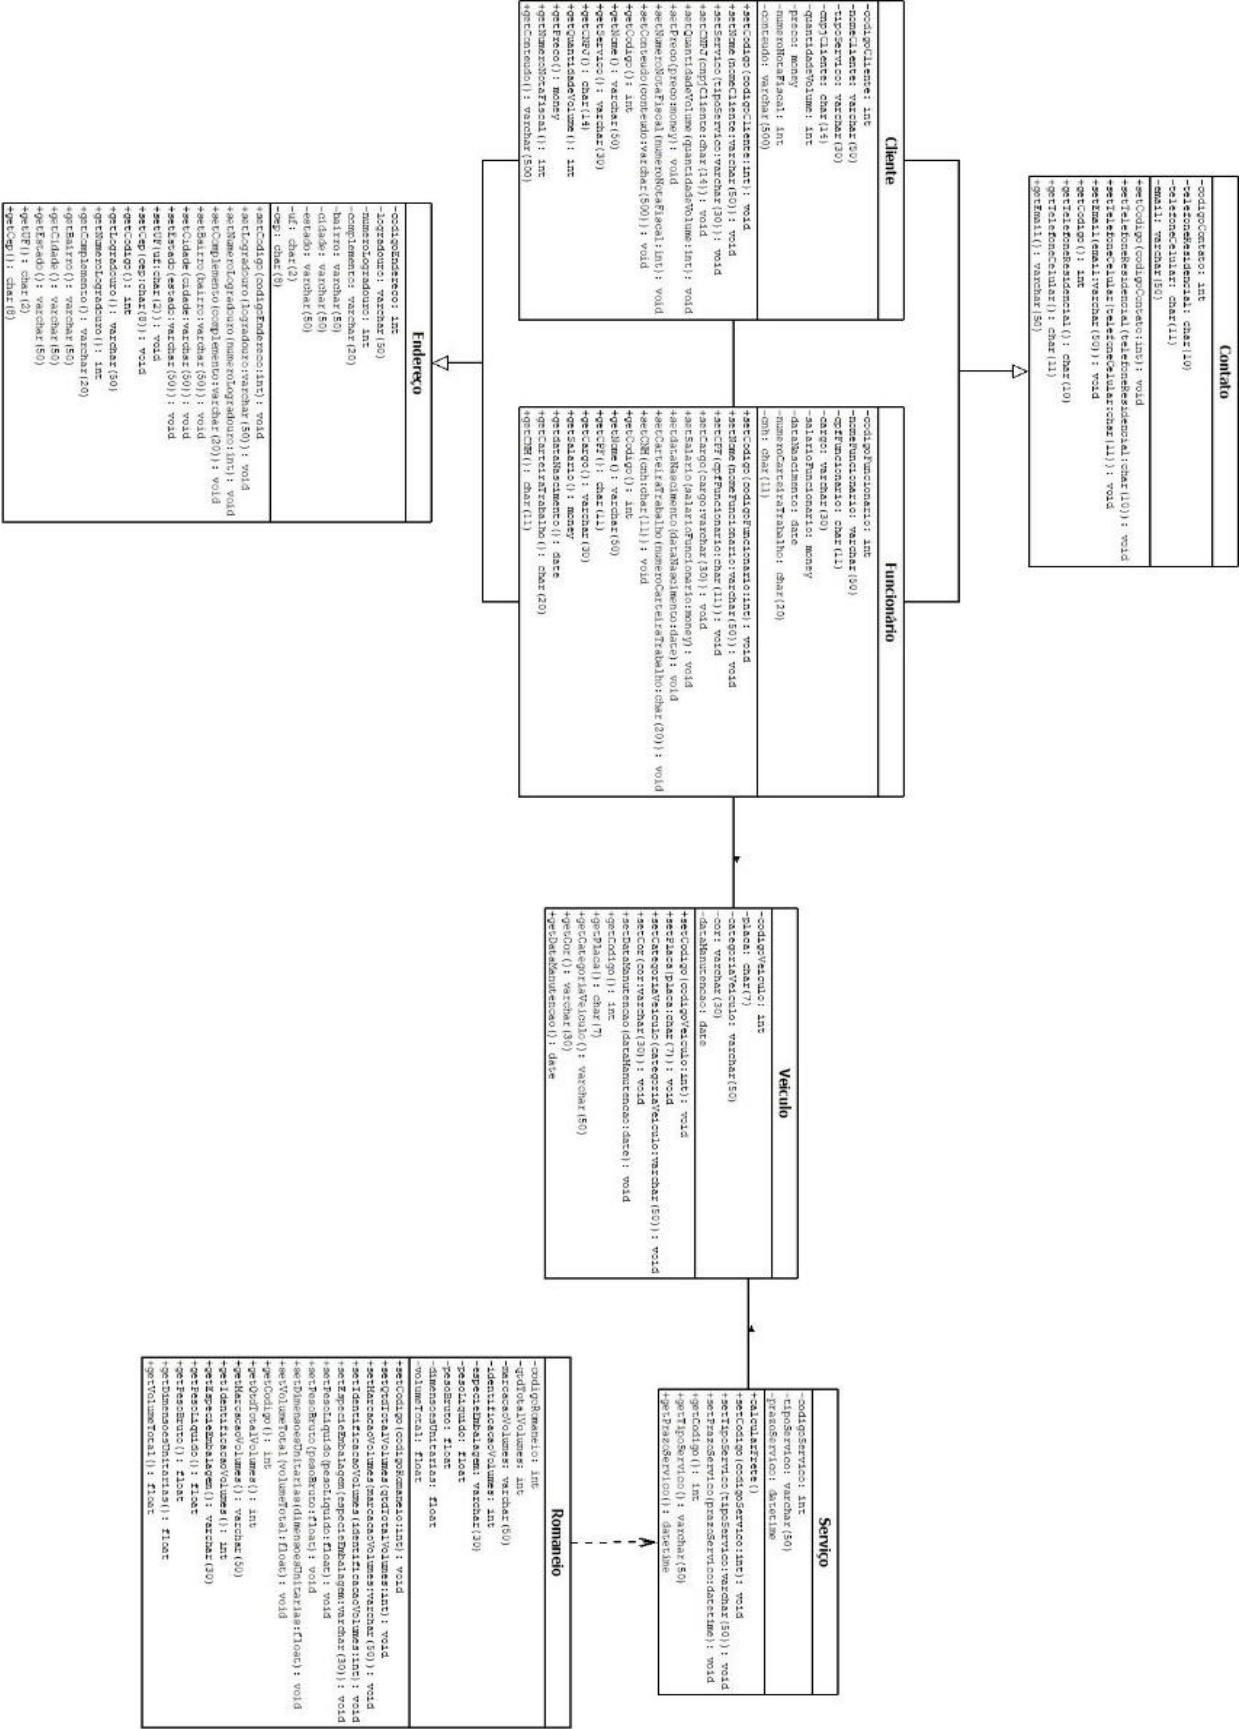 Contato
-codigoContato: int
-telefoneResidencial: char(10)
-telefoneCelular: char(11)
-email: varchar(50)
+setCodigo(codigoContato:int): void
+setTelefoneResidencial(telefoneResidencial:char(10)): void
+setTelefoneCelular(telefoneCelular:char(11)): void
+setEmail(email:varchar(50)): void
+getCodigo(): int
+getTelefoneResidencial(): char(10)
+getTelefoneCelular(): char(11)
+getEmail(): varchar(50)
Cliente
-codigoCliente: int
-nomeCliente: varchar(50)
-tipoServico: varchar(30)
-cnpjCliente: char(14)
-quantidadeVolume: int
-preco: money
-numeroNotaFiscal: int
-conteudo: varchar(500)
+setCodigo(codigoCliente:int): void
+setNome(nomeCliente:varchar(50)): void
+setServico(tipoServico:varchar(30)): void
+setCNPJ(cnpjCliente:char(14)): void
+setQuantidadeVolume(quantidadeVolume:int): void
+setPreco(preco:money): void
+setNumeroNotaFiscal(numeroNotaFiscal:int): void
+setConteudo(conteudo:varchar(500)): void
+getCodigo(): int
+getNome(): varchar(50)
+getServico(): varchar(30)
+getCNPJ(): char(14)
+getQuantidadeVolume(): int
+getPreco(): money
+getNumeroNotaFiscal(): int
+getConteudo(): varchar(500)
Funcionário
-codigoFuncionario: int
-nomeFuncionario: varchar(50)
-cpfFuncionario: char(11)
-cargo: varchar(30)
-salarioFuncionario: money
-dataNascimento: date
-numeroCarteiraTrabalho: char(20)
-cnh: char(11)
+setCodigo(codigoFuncionario:int): void
+setNome(nomeFuncionario:varchar(50)): void
+setCPF(cpfFuncionario:char(11)): void
+setCargo(cargo:varchar(30)): void
+setSalario(salarioFuncionario:money): void
+setdataNascimento(dataNascimento:date): void
+setCarteiraTrabalho(numeroCarteiraTrabalho:char(20)): void
+setCNH(cnh:char(11)): void
+getCodigo(): int
+getNome(): varchar(50)
+getCPF(): char(11)
+getCargo(): varchar(30)
+getSalario(): money
+getdataNascimento(): date
+getCarteiraTrabalho(): char(20)
+getCNH(): char(11)
Veiculo
-codigoVeiculo: int
-placa: char(7)
-categoriaVeiculo: varchar(50)
-cor: varchar(30)
-dataManutencao: date
+setCodigo(codigoVeiculo:int): void
+setPlaca(placa:char(7)): void
+setCategoriaVeiculo(categoriaVeiculo:varchar(50)): void
+setCor(cor:varchar(30)): void
+setDataManutencao(dataManutencao:date): void
+getCodigo(): int
+getPlaca(): char(7)
+getCategoriaVeiculo(): varchar(50)
+getCor(): varchar(30)
+getDataManutencao(): date
Serviço
-codigoServico: int
-tipoServico: varchar(50)
-prazoServico: datetime
+calcularFrete()
+setCodigo(codigoServico:int): void
+setTipoServico(tipoServico:varchar(50)): void
+setPrazoServico(prazoServico:datetime): void
+getCodigo(): int
+getTipoServico(): varchar(50)
+getPrazoServico(): datetime
Endereço
-codigoEndereco: int
-logradouro: varchar(50)
-numeroLogradouro: int
-complemento: varchar(20)
-bairro: varchar(50)
-cidade: varchar(50)
-estado: varchar(50)
-uf: char(2)
-cep: char(8)
+setCodigo(codigoEndereco:int): void
+setLogradouro(logradouro:varchar(50)): void
+setNumeroLogradouro(numeroLogradouro:int): void
+setComplemento(complemento:varchar(20)): void
+setBairro(bairro:varchar(50)): void
+setCidade(cidade:varchar(50)): void
+setEstado(estado:varchar(50)): void
+setUF(uf:char(2)): void
+setCep(cep:char(8)): void
+getCodigo(): int
+getLogradouro(): varchar(50)
+getNumeroLogradouro(): int
+getComplemento(): varchar(20)
+getBairro(): varchar(50)
+getCidade(): varchar(50)
+getEstado(): varchar(50)
+getUF(): char(2)
+getCep(): char(8)
Romaneio
-codigoRomaneio: int
-qtdTotalVolumes: int
-marcacaoVolumes: varchar(50)
-identificacaoVolumes: int
-especieEmbalagem: varchar(30)
-pesoLiquido: float
-pesoBruto: float
-dimensoesUnitarias: float
-volumeTotal: float
+setCodigo(codigoRomaneio:int): void
+setQtdTotalVolumes(qtdTotalVolumes:int): void
+setMarcacaoVolumes(marcacaoVolumes:varchar(50)): void
+setIdentificacaoVolumes(identificacaoVolumes:int): void
+setEspecieEmbalagem(especieEmbalagem:varchar(30)): void
+setPesoLiquido(pesoLiquido:float): void
+setPesoBruto(pesoBruto:float): void
+setDimensoesUnitarias(dimensoesUnitarias:float): void
+setVolumeTotal(volumeTotal:float): void
+getCodigo(): int
+getQtdTotalVolumes(): int
+getMarcacaoVolumes(): varchar(50)
+getIdentificacaoVolumes(): int
+getEspecieEmbalagem(): varchar(30)
+getPesoLiquido(): float
+getPesoBruto(): float
+getDimensoesUnitarias(): float
+getVolumeTotal(): float